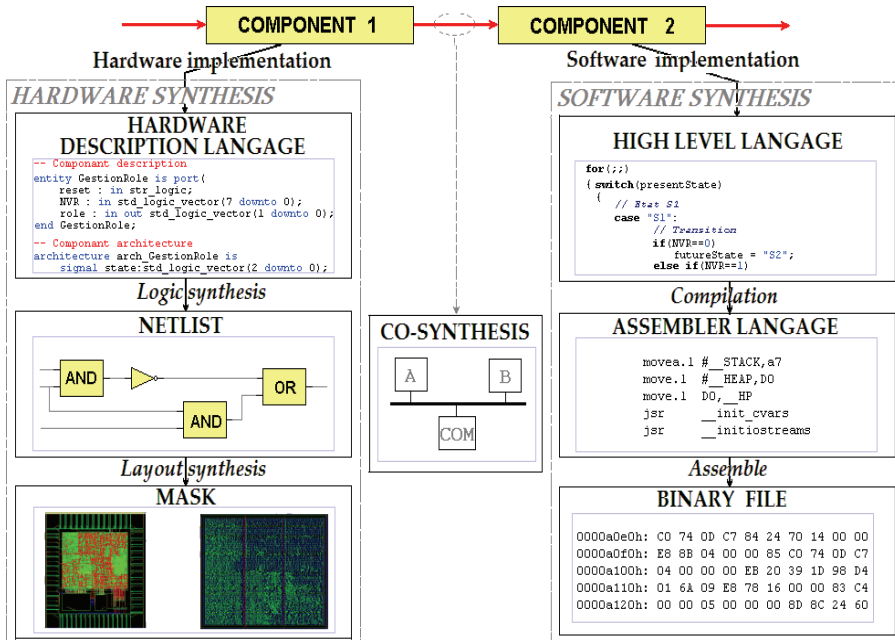 COMPONENT 1
COMPONENT 2
Hardware implementation
Software implementation
HARDWARE SYNTHESIS
HARDWARE
DESCRIPTION LANGAGE
-- Componant description
entity GestionRole is port(
reset : in str_logic;
NVR : in std_logic_vector(7 downto 0);
role : in out std_logic_vector(1 downto 0);
end GestionRole;
-- Componant architecture
architecture arch_GestionRole is
signal state:std_logic_vector(2 downto 0);
Logic synthesis
NETLIST
AND
OR
AND
Layout synthesis
MASK
CO-SYNTHESIS
A
B
COM
SOFTWARE SYNTHESIS
HIGH LEVEL LANGAGE
for(;;)
{ switch(presentState)
{
// Etat S1
case "S1":
// Transition
if(NVR==0)
futureState = "S2";
else if(NVR==1)
Compilation
ASSEMBLER LANGAGE
movea.l #__STACK,a7
move.l #__HEAP,D0
move.l D0,__HP
jsr __init_cvars
jsr __initiostreams
Assemble
BINARY FILE
0000a0e0h: C0 74 0D C7 84 24 70 14 00 00
0000a0f0h: E8 8B 04 00 00 85 C0 74 0D C7
0000a100h: 04 00 00 00 EB 20 39 1D 98 D4
0000a110h: 01 6A 09 E8 78 16 00 00 83 C4
0000a120h: 00 00 05 00 00 00 8D 8C 24 60